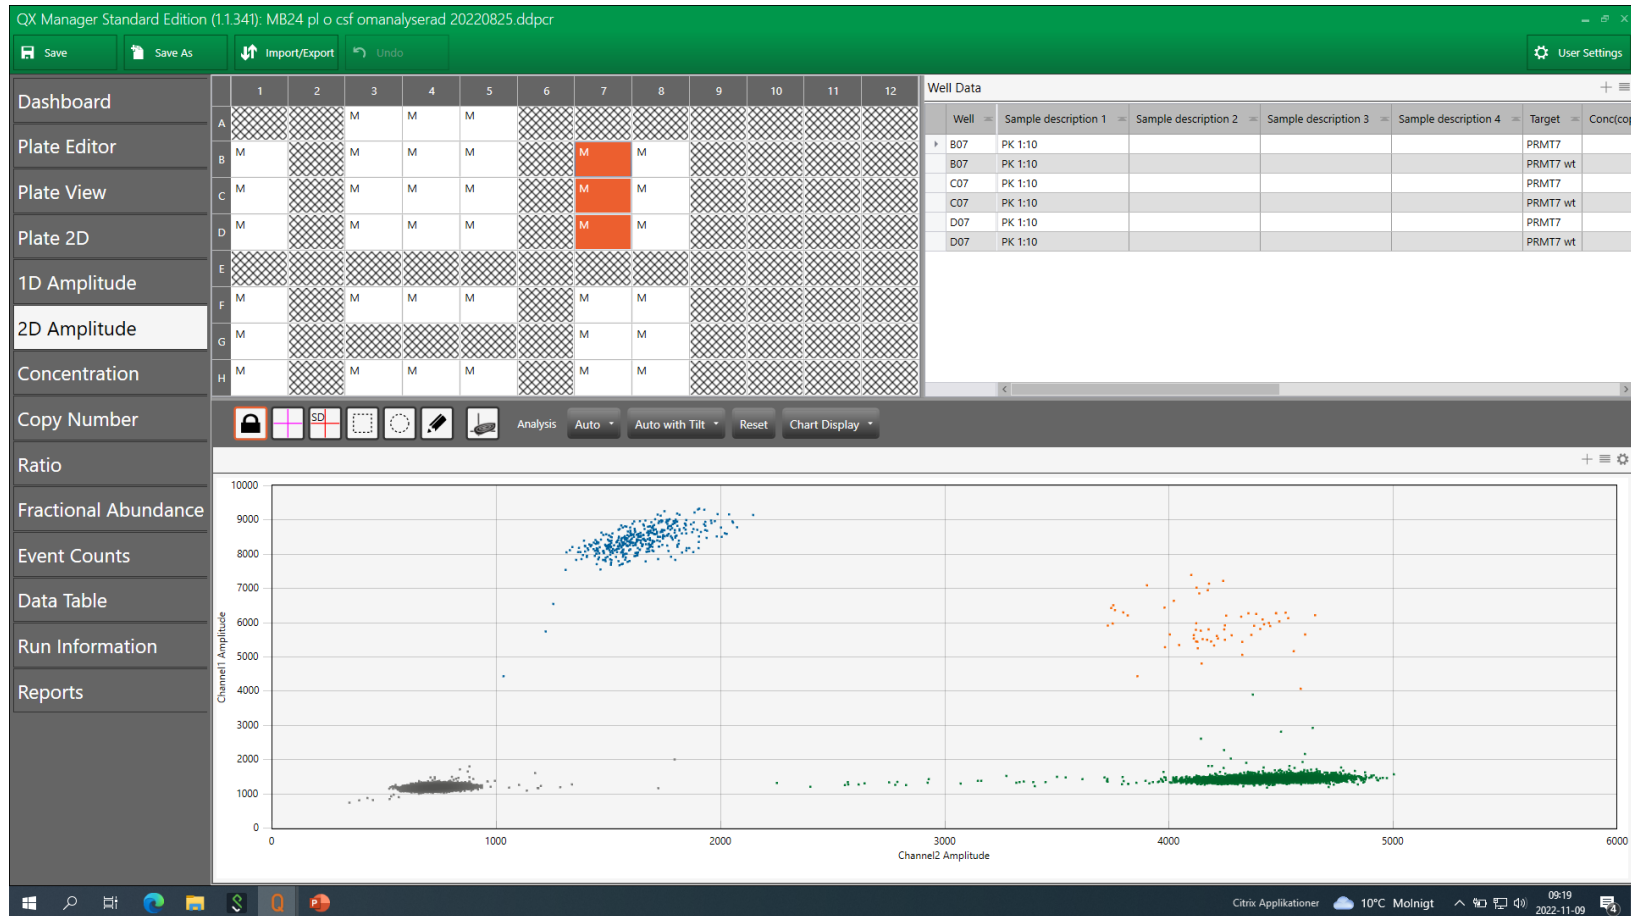 QX Manager Standard Edition (1.1.341): MB24 pl o csf omanalyserad 20220825.ddpcr
Save Save As Import/Export Undo User Settings
Dashboard
Plate Editor
Plate View
Plate 2D
1D Amplitude
2D Amplitude
Concentration
Copy Number
Ratio
Fractional Abundance
Event Counts
Data Table
Run Information
Reports
1 2 3 4 5 6 7 8 9 10 11 12
A M M M
B M M M M M M
C M M M M M M
D M M M M M M
E
F M M M M M M
G M M M
H M M M M M M
Well Data
Well Sample description 1 Sample description 2 Sample description 3 Sample description 4 Target Conc(cop
B07 PK 1:10 PRMT7
B07 PK 1:10 PRMT7 wt
C07 PK 1:10 PRMT7
C07 PK 1:10 PRMT7 wt
D07 PK 1:10 PRMT7
D07 PK 1:10 PRMT7 wt
SD Analysis Auto Auto with Tilt Reset Chart Display
10000
9000
8000
7000
6000
5000
4000
3000
2000
1000
0
Channel1 Amplitude
0 1000 2000 3000 4000 5000 6000
Channel2 Amplitude
Citrix Applikationer 10°C Molnigt 09:19
2022-11-09 4